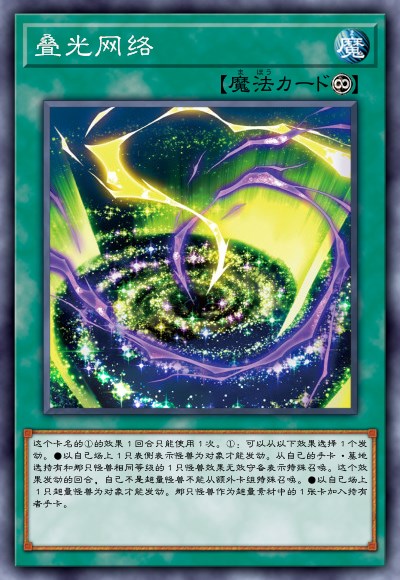 叠光网络
魔
【魔法カード】
まほう
这个卡名的①的效果1回合只能使用1次。①：可以从以下效果选择1个发
动。●以自己场上1只表侧表示怪兽为对象才能发动。从自己的手卡·墓地
选持有和那只怪兽相同等级的1只怪兽效果无效守备表示特殊召唤。这个效
果发动的回合，自己不是超量怪兽不能从额外卡组特殊召唤。●以自己场上
1只超量怪兽为对象才能发动。那只怪兽作为超量素材中的1张卡加入持有
者手卡。